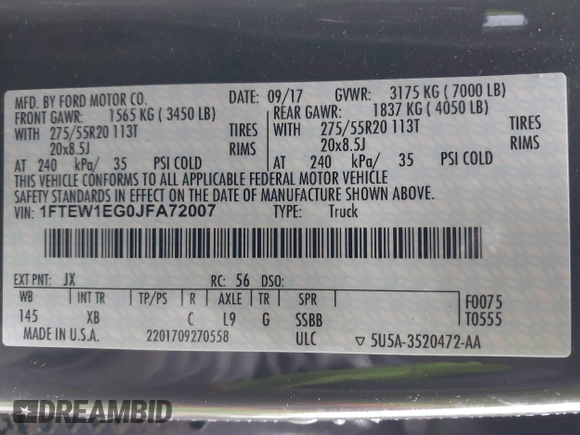 MFD. BY FORD MOTOR CO. DATE: 09/17 GVWR: 3175 KG ( 7000 LB)
FRONT GAWR: 1565 KG ( 3450 LB) REAR GAWR: 1837 KG ( 4050 LB)
WITH 275/55R20 113T TIRES WITH 275/55R20 113T TIRES
20x8.5J RIMS 20x8.5J RIMS
AT 240 kPa/ 35 PSI COLD AT 240 kPa/ 35 PSI COLD
THIS VEHICLE CONFORMS TO ALL APPLICABLE FEDERAL MOTOR VEHICLE
SAFETY STANDARDS IN EFFECT ON THE DATE OF MANUFACTURE SHOWN ABOVE.
VIN: 1FTEW1EG0JFA72007 TYPE: Truck
EXT PNT: JX RC: 56 DSO:
WB INT TR TP/PS R AXLE TR SPR F0075
145 XB C L9 G SSBB T0555
MADE IN U.S.A. 2201709270558 ULC ▽ 5U5A-3520472-AA
DREAMBID